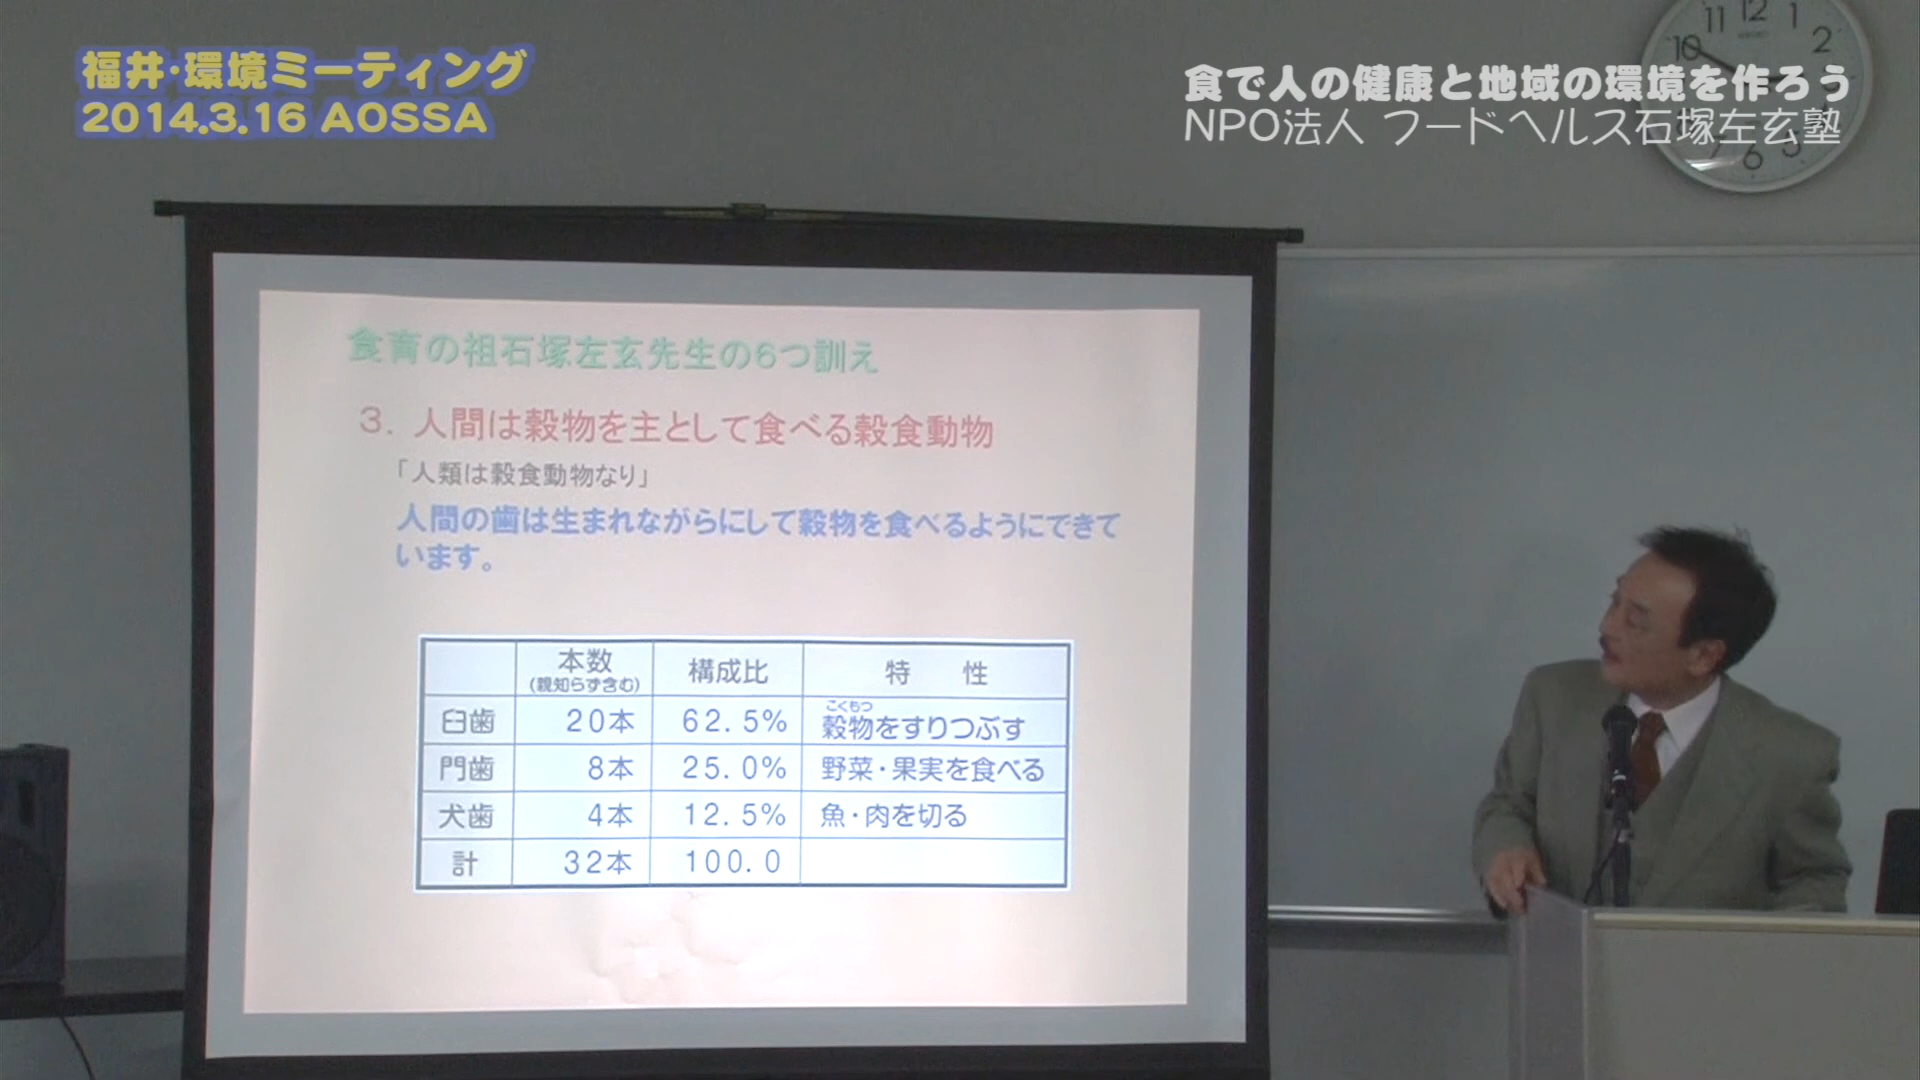 福井・環境ミーティング
2014.3.16 AOSSA
食で人の健康と地域の環境を作ろう
NPO法人 フードヘルス石塚左玄塾
11 12 1
10 2
6 5
食育の祖石塚左玄先生の6つ訓え
3. 人間は穀物を主として食べる穀食動物
「人類は穀食動物なり」
人間の歯は生まれながらにして穀物を食べるようにできて
います。
本数 構成比 特 性
(親知らず含む)
こくもつ
臼歯 20本 62.5% 穀物をすりつぶす
門歯 8本 25.0% 野菜・果実を食べる
犬歯 4本 12.5% 魚・肉を切る
計 32本 100.0